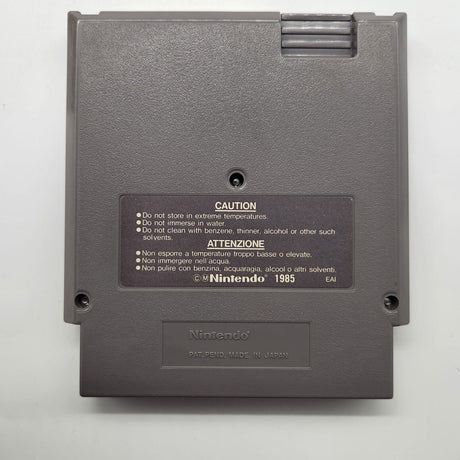 CAUTION
●Do not store in extreme temperatures.
●Do not immerse in water.
●Do not clean with benzene, thinner, alcohol or other such
solvents.
ATTENZIONE
●Non esporre a temperature troppo basse o elevate.
●Non immergere nell'acqua.
●Non pulire con benzina, acquaragia, alcool o altri solventi.
©Ⓜ Nintendo® 1985 EAI
Nintendo®
PAT. PEND. MADE IN JAPAN